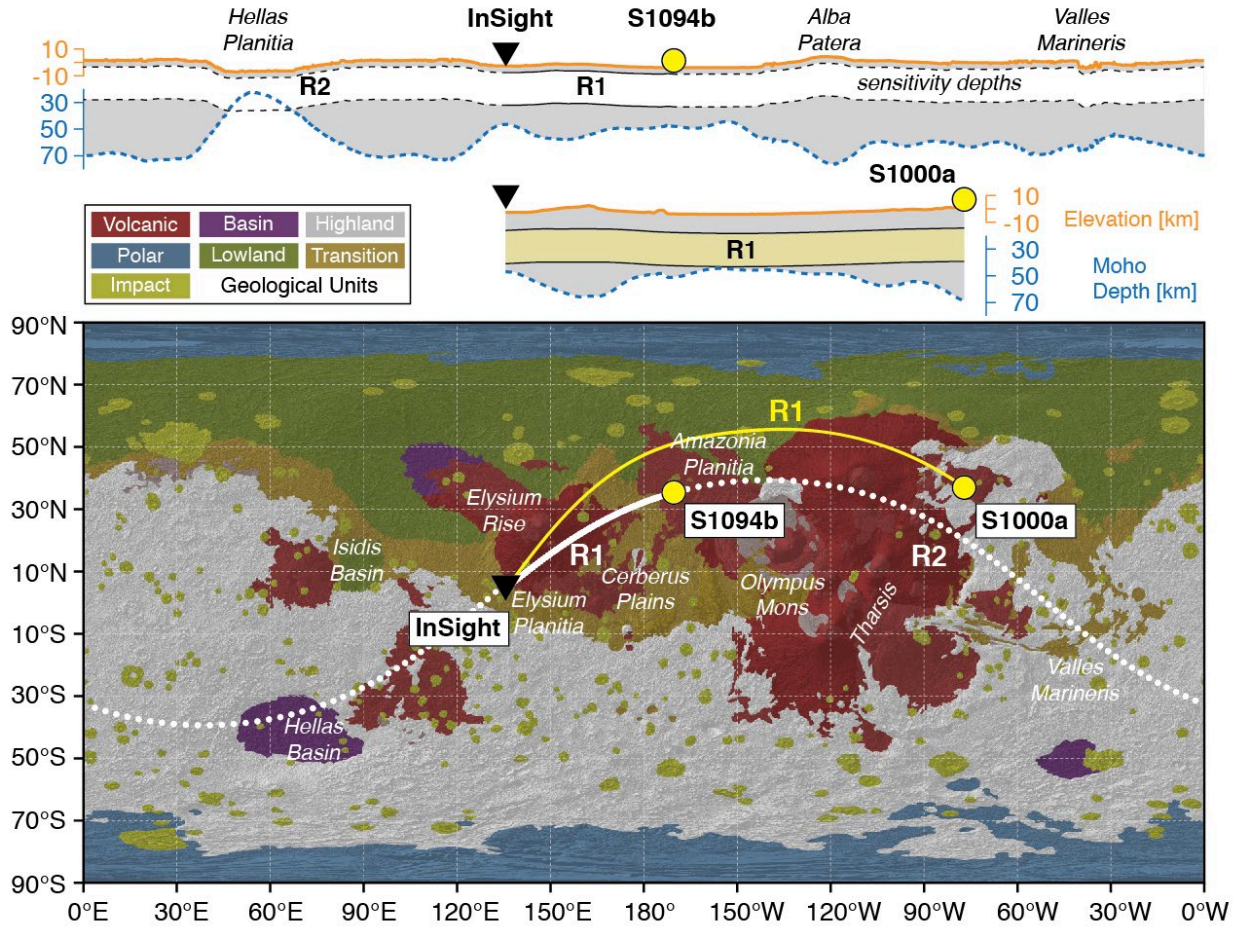 Hellas
Planitia
InSight
S1094b
Alba
Patera
Valles
Marineris
10
-10
30
50
70
R2
R1
sensitivity depths
S1000a
R1
10
-10
30
50
70
Elevation [km]
Moho
Depth [km]
Volcanic Basin Highland
Polar Lowland Transition
Impact Geological Units
90°N
70°N
50°N
30°N
10°N
10°S
30°S
50°S
70°S
90°S
R1
Amazonia
Planitia
Elysium
Rise
S1094b
S1000a
R1
R2
Isidis
Basin
Cerberus
Plains
Olympus
Mons
Tharsis
Elysium
Planitia
InSight
Valles
Marineris
Hellas
Basin
0°E 30°E 60°E 90°E 120°E 150°E 180° 150°W 120°W 90°W 60°W 30°W 0°W